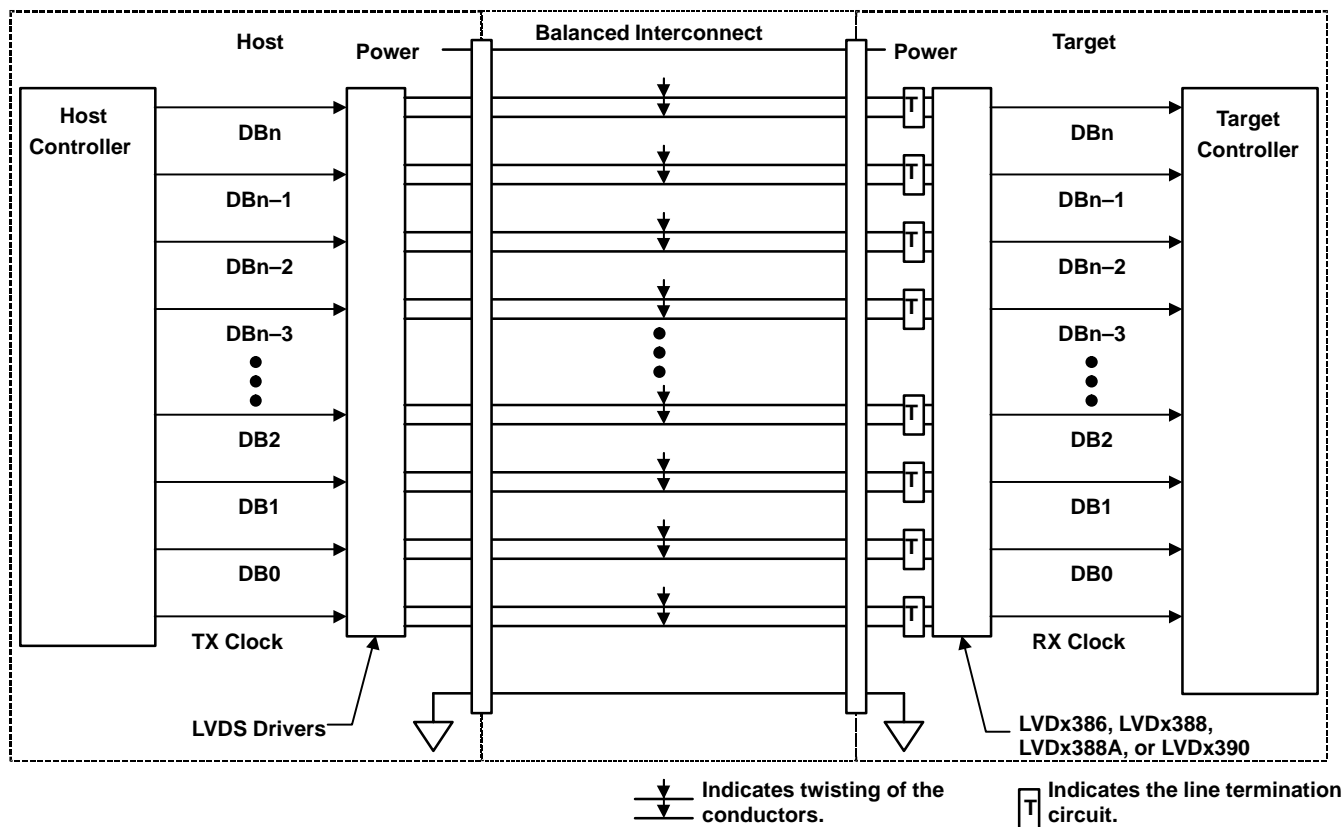 Host
Power
Balanced Interconnect
Power
Target
Host
Controller
Target
Controller
DBn
T
DBn
DBn–1
T
DBn–1
DBn–2
T
DBn–2
DBn–3
T
DBn–3
DB2
T
DB2
DB1
T
DB1
DB0
T
DB0
TX Clock
T
RX Clock
LVDS Drivers
LVDx386, LVDx388,
LVDx388A, or LVDx390
Indicates twisting of the
conductors.
T
Indicates the line termination
circuit.